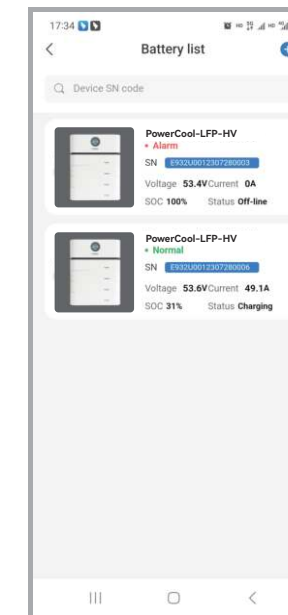 17:34
Battery list
Device SN code
PowerCool-LFP-HV
• Alarm
SN E932U0012307280003
Voltage 53.4V Current 0A
SOC 100% Status Off-line
PowerCool-LFP-HV
• Normal
SN E932U0012307280006
Voltage 53.6V Current 49.1A
SOC 31% Status Charging